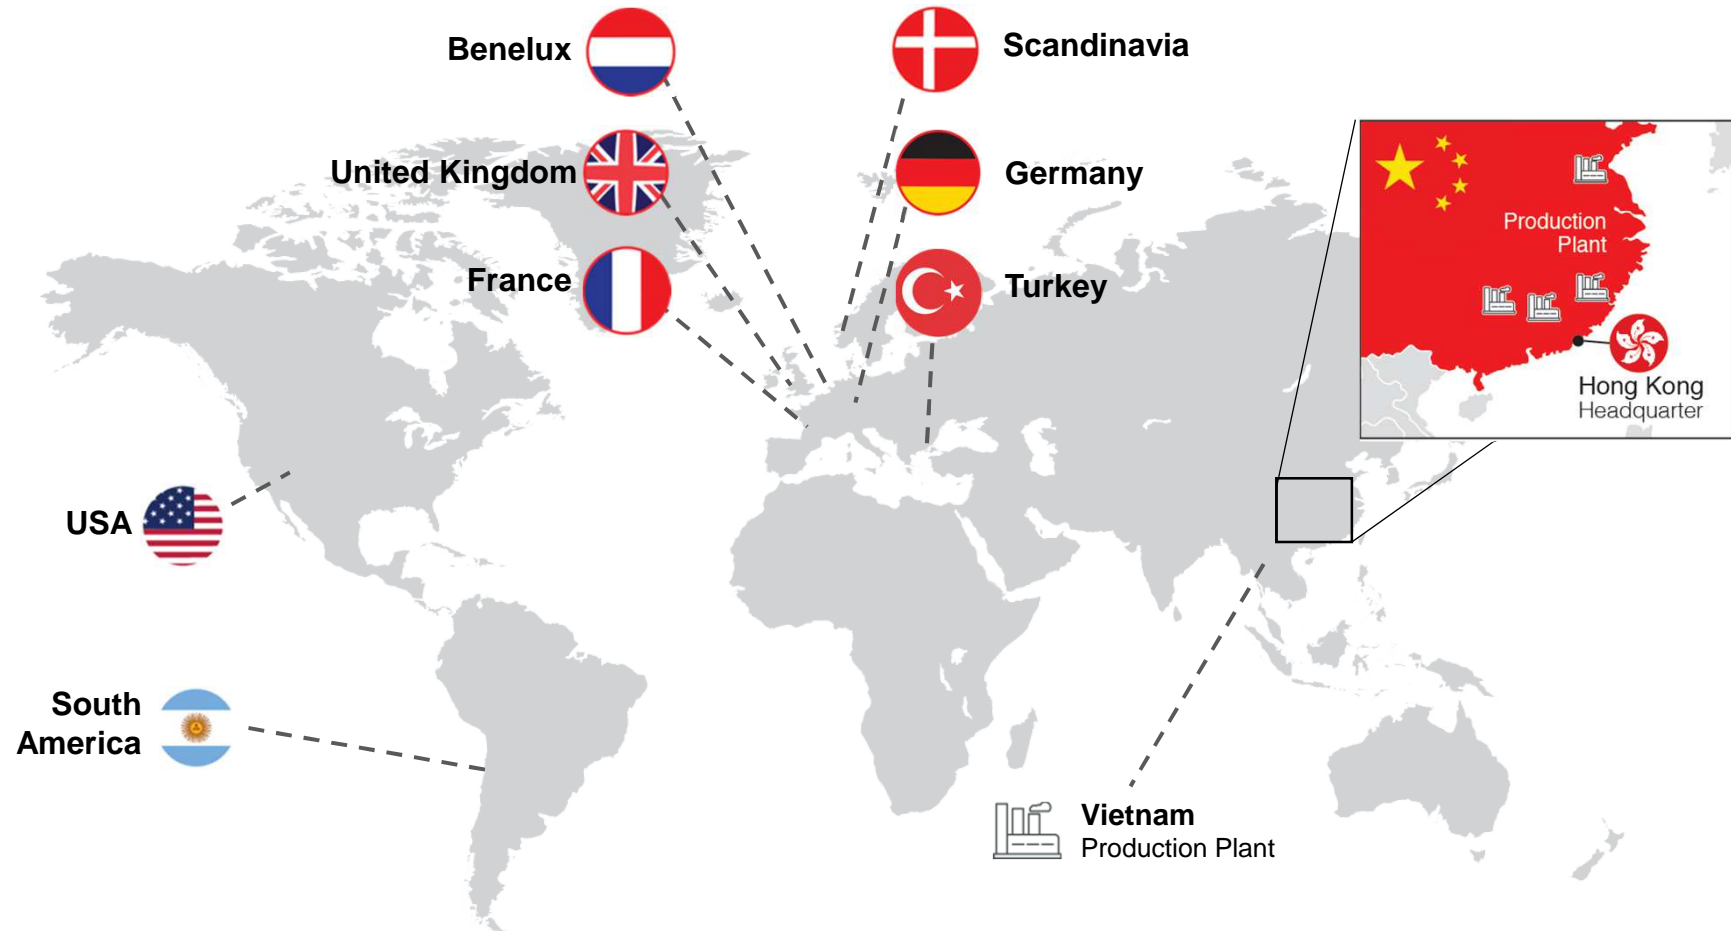 Benelux
Scandinavia
United Kingdom
Germany
France
Turkey
Production
Plant
Hong Kong
Headquarter
USA
South
America
Vietnam
Production Plant